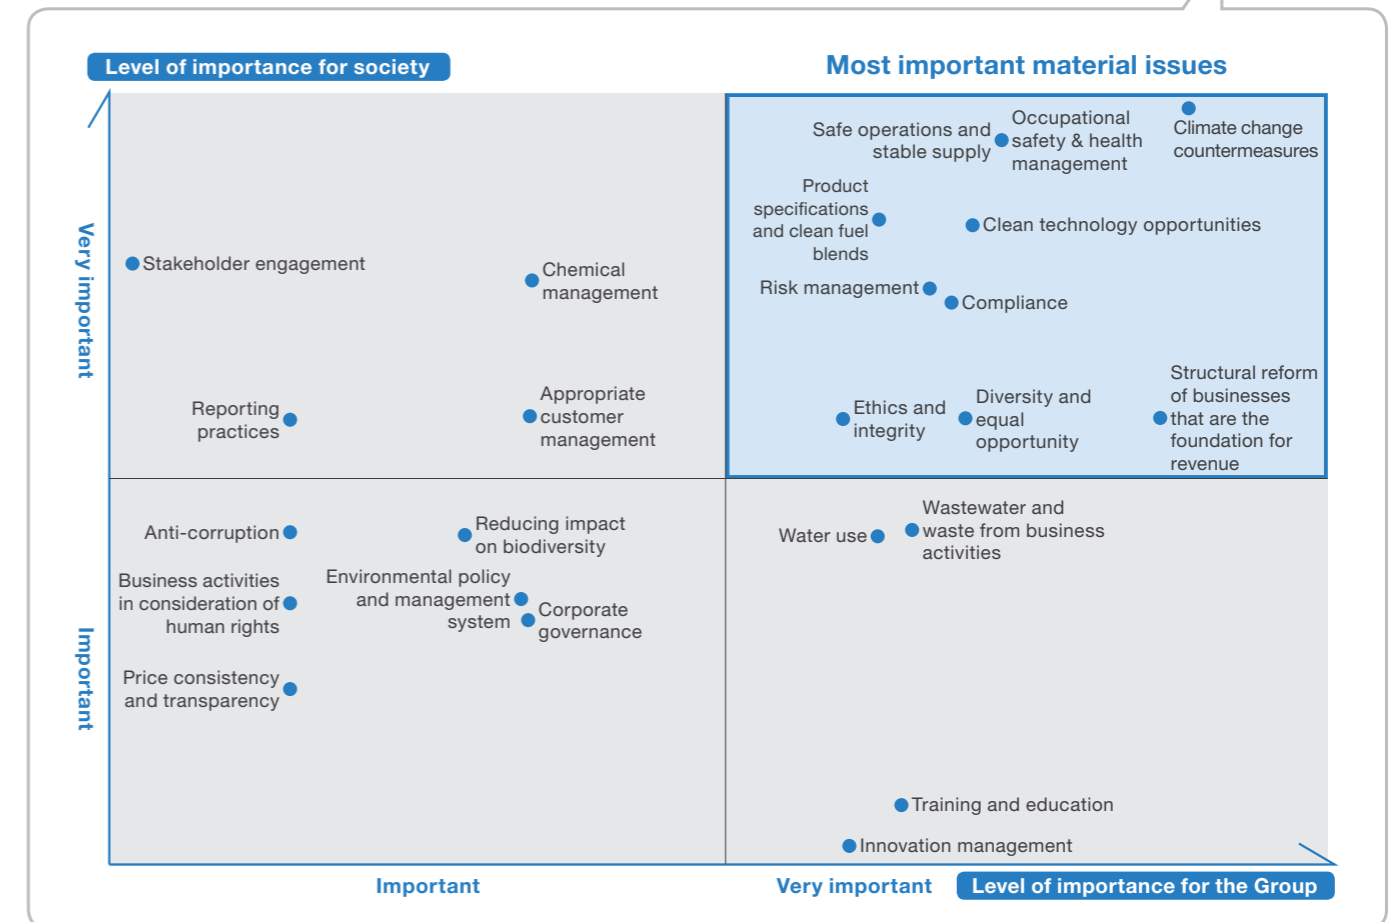 Level of importance for society
Most important material issues
Very important
Important
Safe operations and
stable supply
Occupational
safety & health
management
Climate change
countermeasures
Product
specifications
and clean fuel
blends
Clean technology opportunities
Stakeholder engagement
Chemical
management
Risk management
Compliance
Reporting
practices
Appropriate
customer
management
Ethics and
integrity
Diversity and
equal
opportunity
Structural reform
of businesses
that are the
foundation for
revenue
Anti-corruption
Reducing impact
on biodiversity
Water use
Wastewater and
waste from business
activities
Business activities
in consideration of
human rights
Environmental policy
and management
system
Corporate
governance
Price consistency
and transparency
Training and education
Innovation management
Important
Very important
Level of importance for the Group